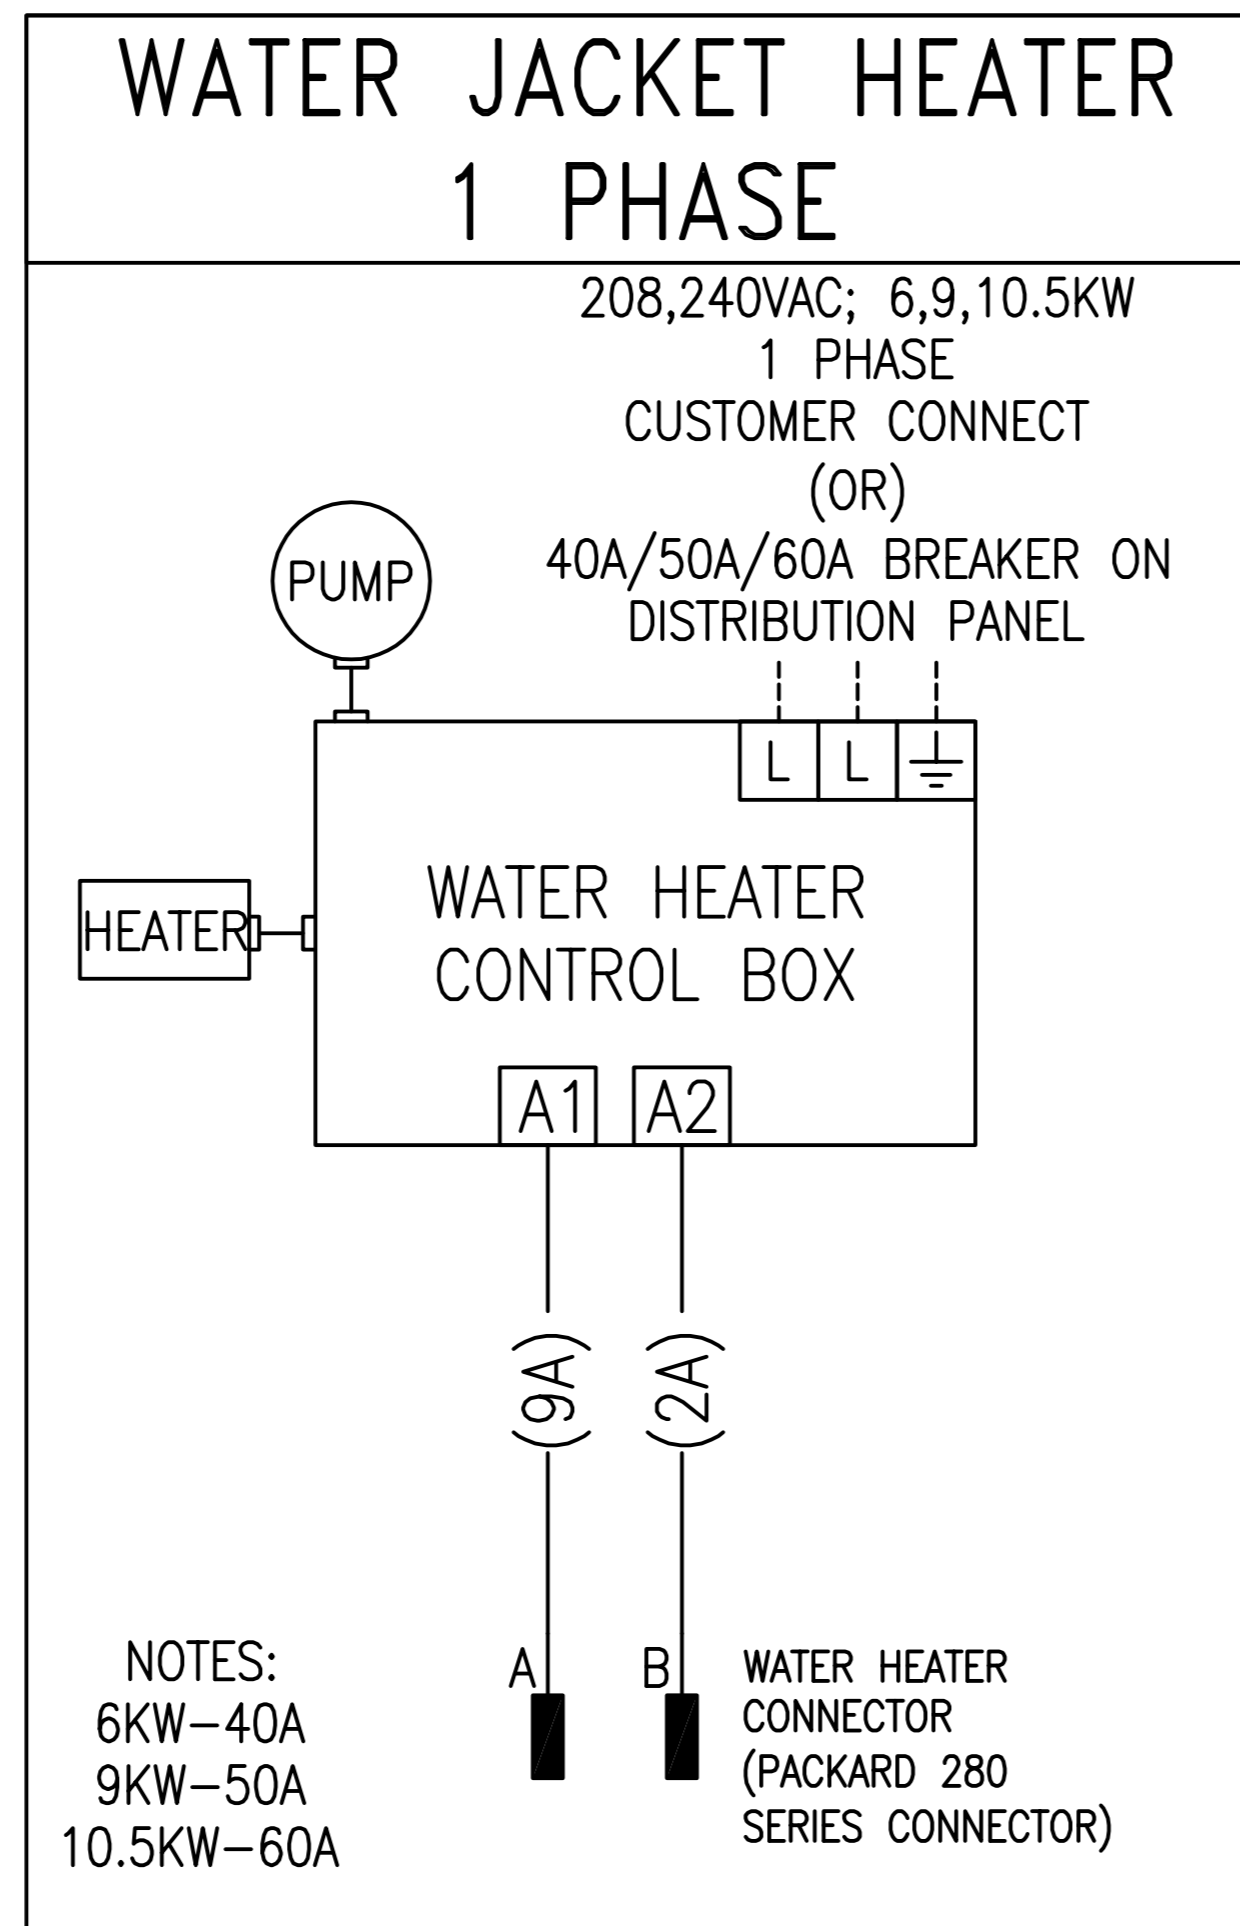 WATER JACKET HEATER
1 PHASE
208,240VAC; 6,9,10.5KW
1 PHASE
CUSTOMER CONNECT
(OR)
40A/50A/60A BREAKER ON
DISTRIBUTION PANEL
PUMP
L L
HEATER
WATER HEATER
CONTROL BOX
A1 A2
(9A) (2A)
A B
WATER HEATER
CONNECTOR
(PACKARD 280
SERIES CONNECTOR)
NOTES:
6KW-40A
9KW-50A
10.5KW-60A